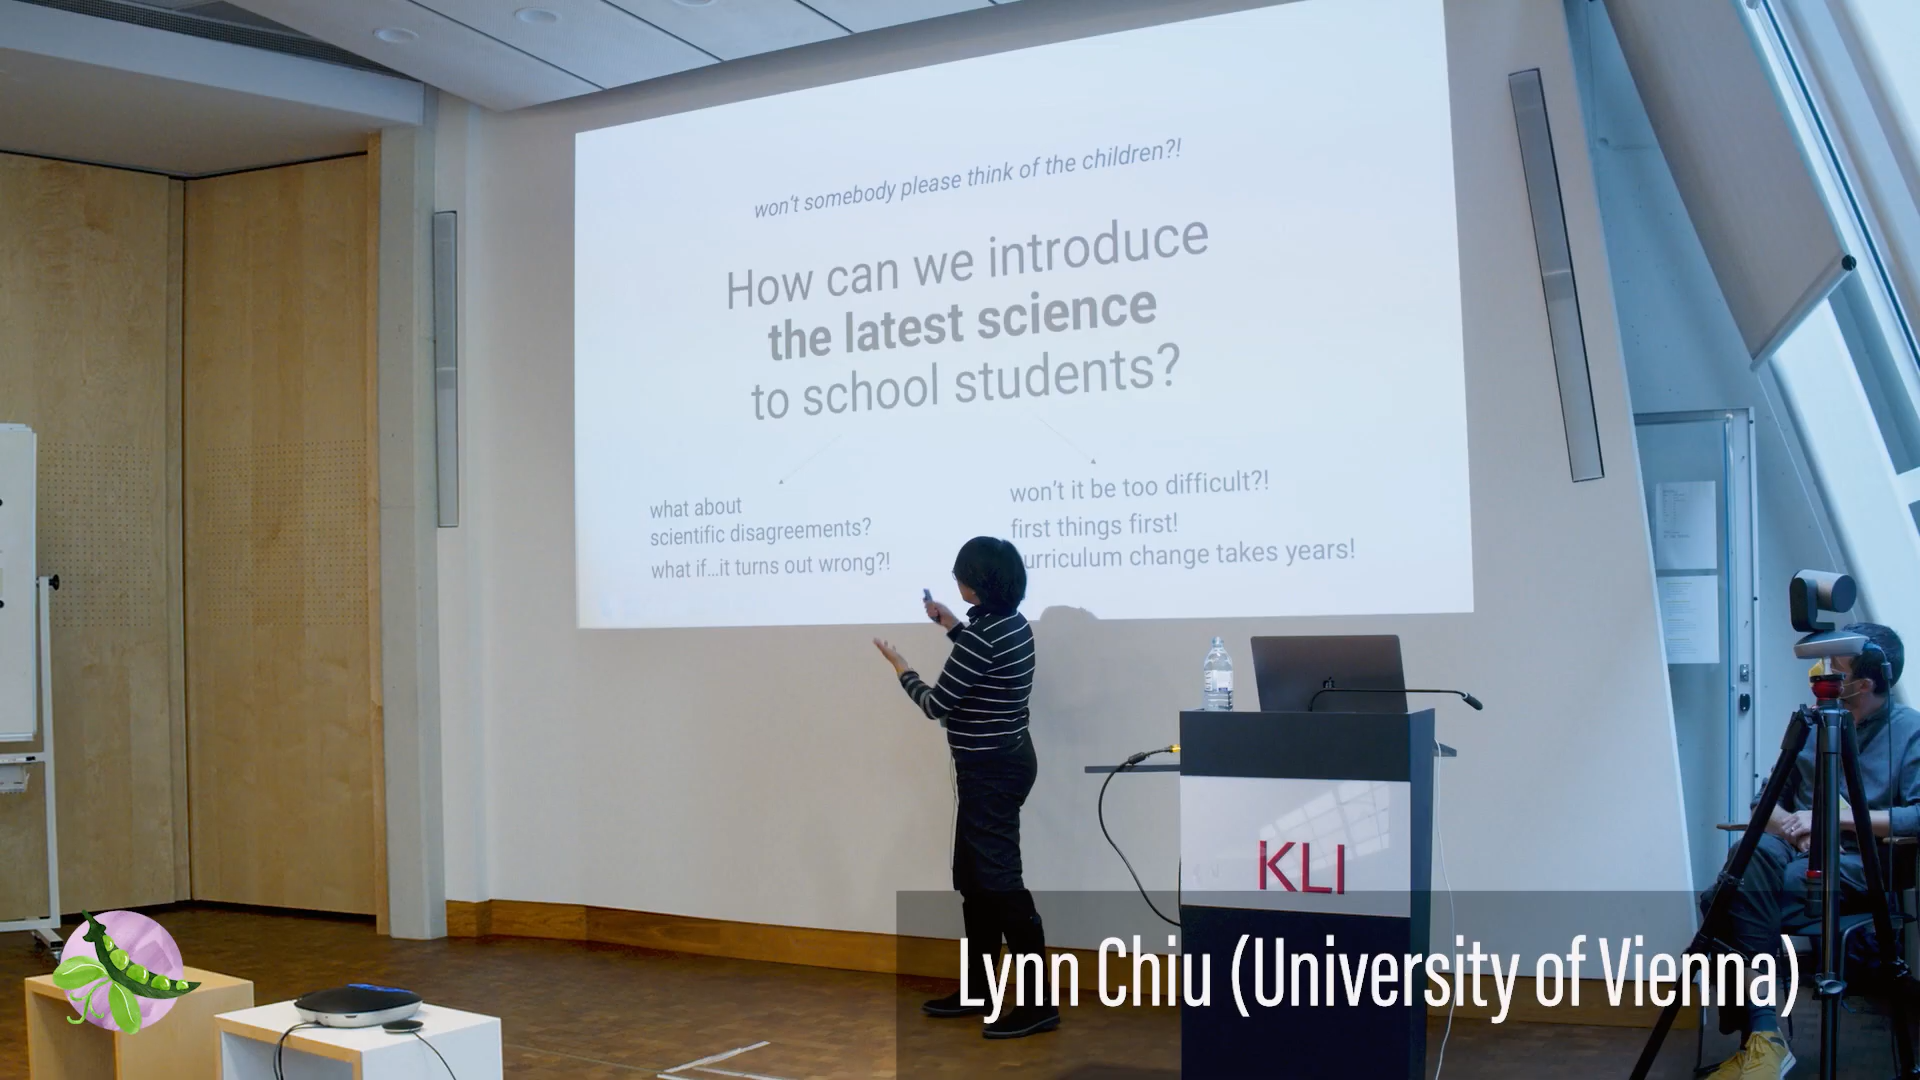 won't somebody please think of the children?!
How can we introduce
the latest science
to school students?
what about
scientific disagreements?
what if...it turns out wrong?!
won't it be too difficult?!
first things first!
urriculum change takes years!
KLI
Lynn Chiu (University of Vienna)